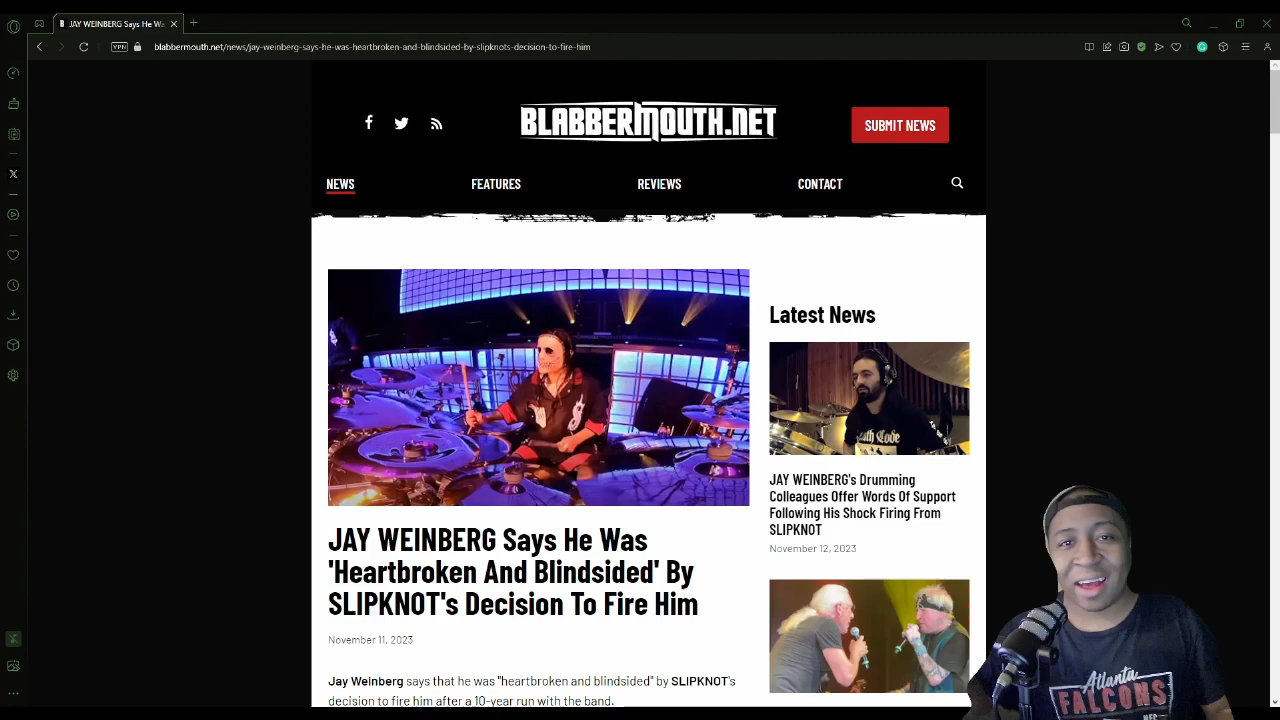 JAY WEINBERG Says He Wa
VPN
blabbermouth.net/news/jay-weinberg-says-he-was-heartbroken-and-blindsided-by-slipknots-decision-to-fire-him
BLABBERMOUTH.NET
SUBMIT NEWS
NEWS
FEATURES
REVIEWS
CONTACT
JAY WEINBERG Says He Was
'Heartbroken And Blindsided' By
SLIPKNOT's Decision To Fire Him
November 11, 2023
Jay Weinberg says that he was "heartbroken and blindsided" by SLIPKNOT's
decision to fire him after a 10-year run with the band.
Latest News
JAY WEINBERG's Drumming
Colleagues Offer Words Of Support
Following His Shock Firing From
SLIPKNOT
November 12, 2023
Atlanta
FALCONS